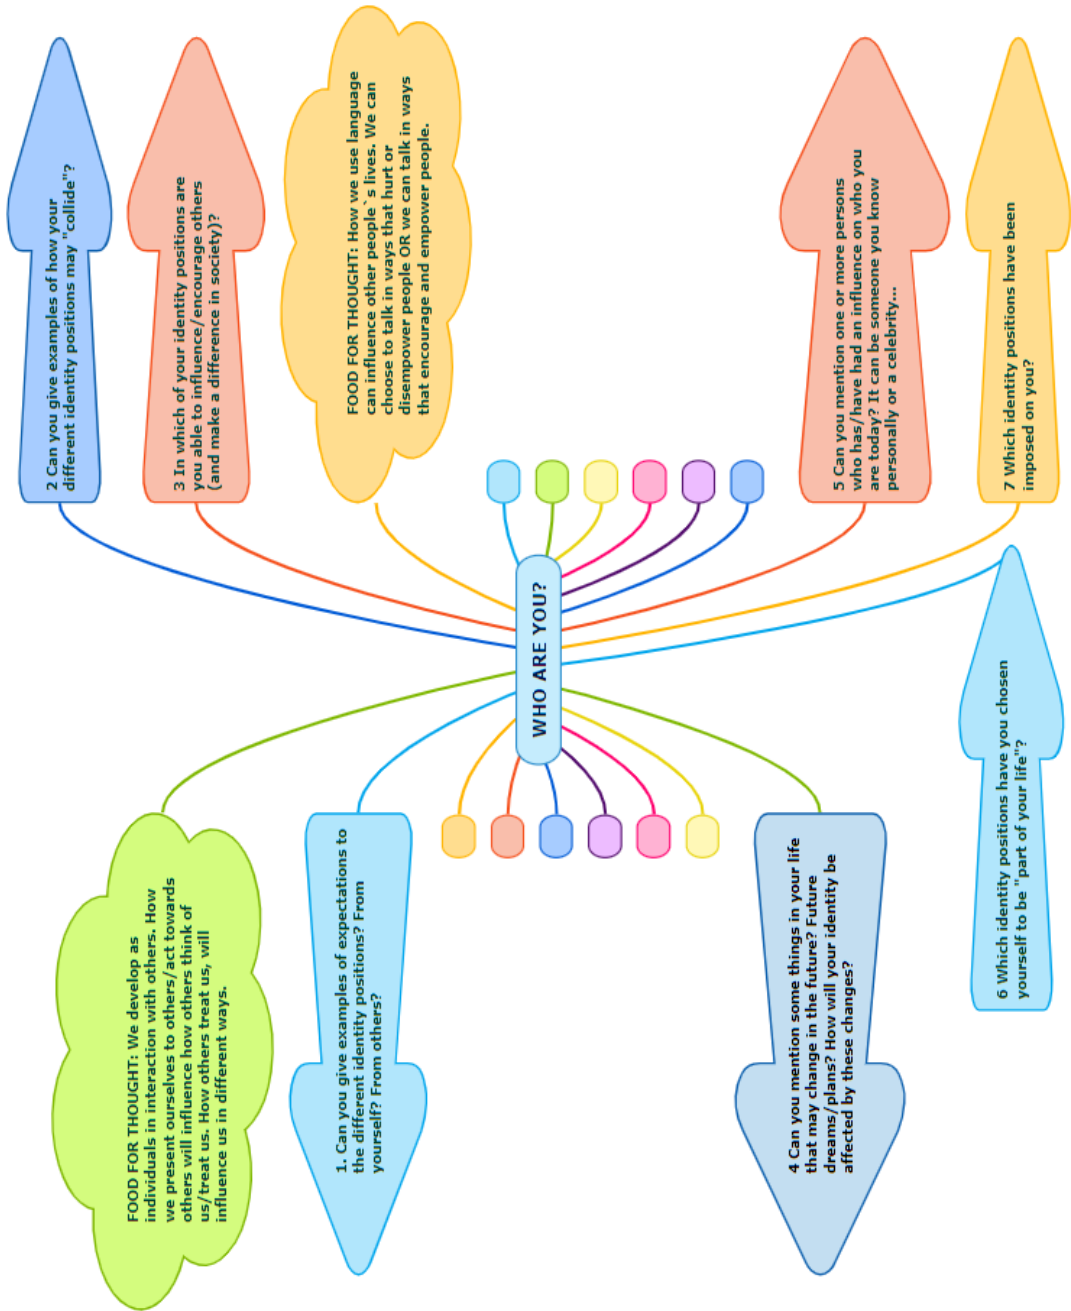 FOOD FOR THOUGHT: We develop as
individuals in interaction with others. How
we present ourselves to others/act towards
others will influence how others think of
us/treat us. How others treat us, will
influence us in different ways.
1. Can you give examples of expectations to
the different identity positions? From
yourself? From others?
2 Can you give examples of how your
different identity positions may "collide"?
3 In which of your identity positions are
you able to influence/encourage others
(and make a difference in society)?
FOOD FOR THOUGHT: How we use language
can influence other people`s lives. We can
choose to talk in ways that hurt or
disempower people OR we can talk in ways
that encourage and empower people.
WHO ARE YOU?
4 Can you mention some things in your life
that may change in the future? Future
dreams/plans? How will your identity be
affected by these changes?
5 Can you mention one or more persons
who has/have had an influence on who you
are today? It can be someone you know
personally or a celebrity...
6 Which identity positions have you chosen
yourself to be "part of your life"?
7 Which identity positions have been
imposed on you?